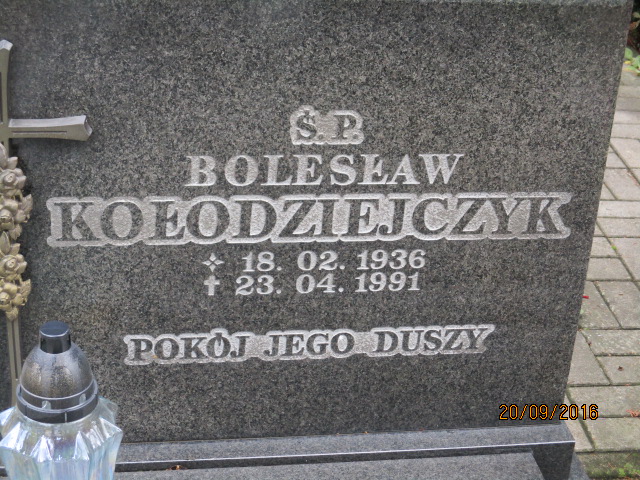 Ś.P.
BOLESŁAW
KOŁODZIEJCZYK
✧ 18. 02. 1936
✝ 23. 04. 1991
POKÓJ JEGO DUSZY
20/09/2016